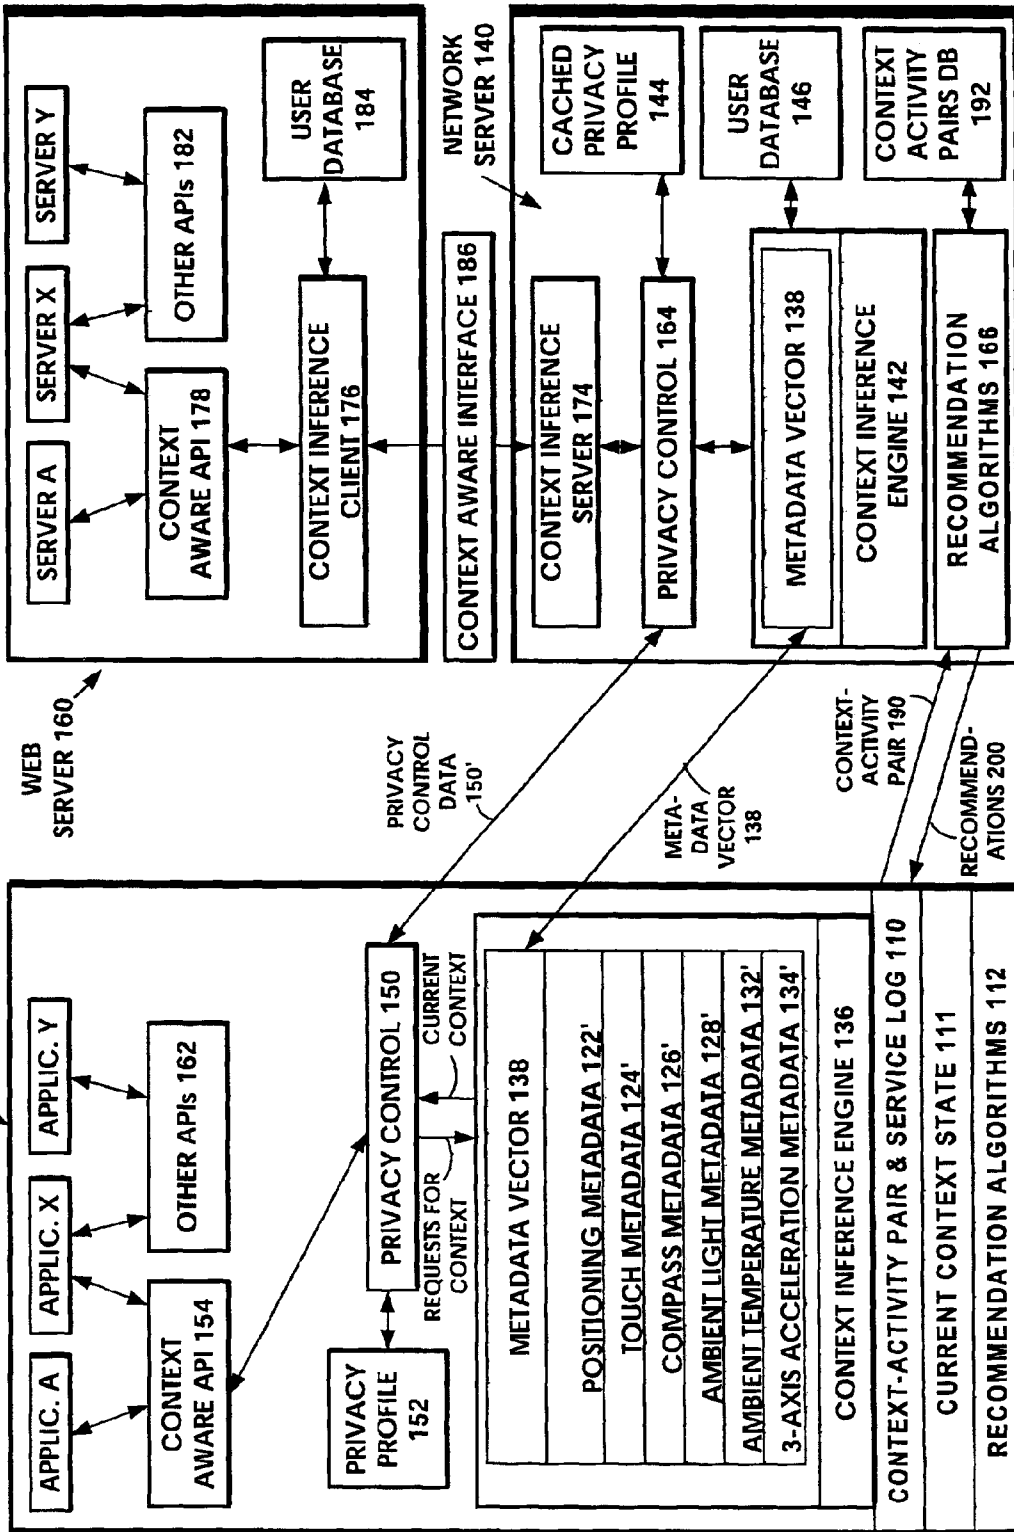 APPLIC. A
APPLIC. X
APPLIC. Y
CONTEXT
AWARE API 154
OTHER APIs 162
PRIVACY
PROFILE
152
PRIVACY CONTROL 150
REQUESTS FOR
CONTEXT
CURRENT
CONTEXT
METADATA VECTOR 138
POSITIONING METADATA 122'
TOUCH METADATA 124'
COMPASS METADATA 126'
AMBIENT LIGHT METADATA 128'
AMBIENT TEMPERATURE METADATA 132'
3-AXIS ACCELERATION METADATA 134'
CONTEXT INFERENCE ENGINE 136
CONTEXT-ACTIVITY PAIR & SERVICE LOG 110
CURRENT CONTEXT STATE 111
RECOMMENDATION ALGORITHMS 112
WEB
SERVER 160
PRIVACY
CONTROL
DATA
150'
META-
DATA
VECTOR
138
CONTEXT-
ACTIVITY
PAIR 190
RECOMMEND-
ATIONS 200
SERVER A
SERVER X
SERVER Y
CONTEXT
AWARE API 178
OTHER APIs 182
CONTEXT INFERENCE
CLIENT 176
USER
DATABASE
184
CONTEXT AWARE INTERFACE 186
NETWORK
SERVER 140
CONTEXT INFERENCE
SERVER 174
CACHED
PRIVACY
PROFILE
144
PRIVACY CONTROL 164
USER
DATABASE
146
METADATA VECTOR 138
CONTEXT INFERENCE
ENGINE 142
CONTEXT
ACTIVITY
PAIRS DB
192
RECOMMENDATION
ALGORITHMS 166